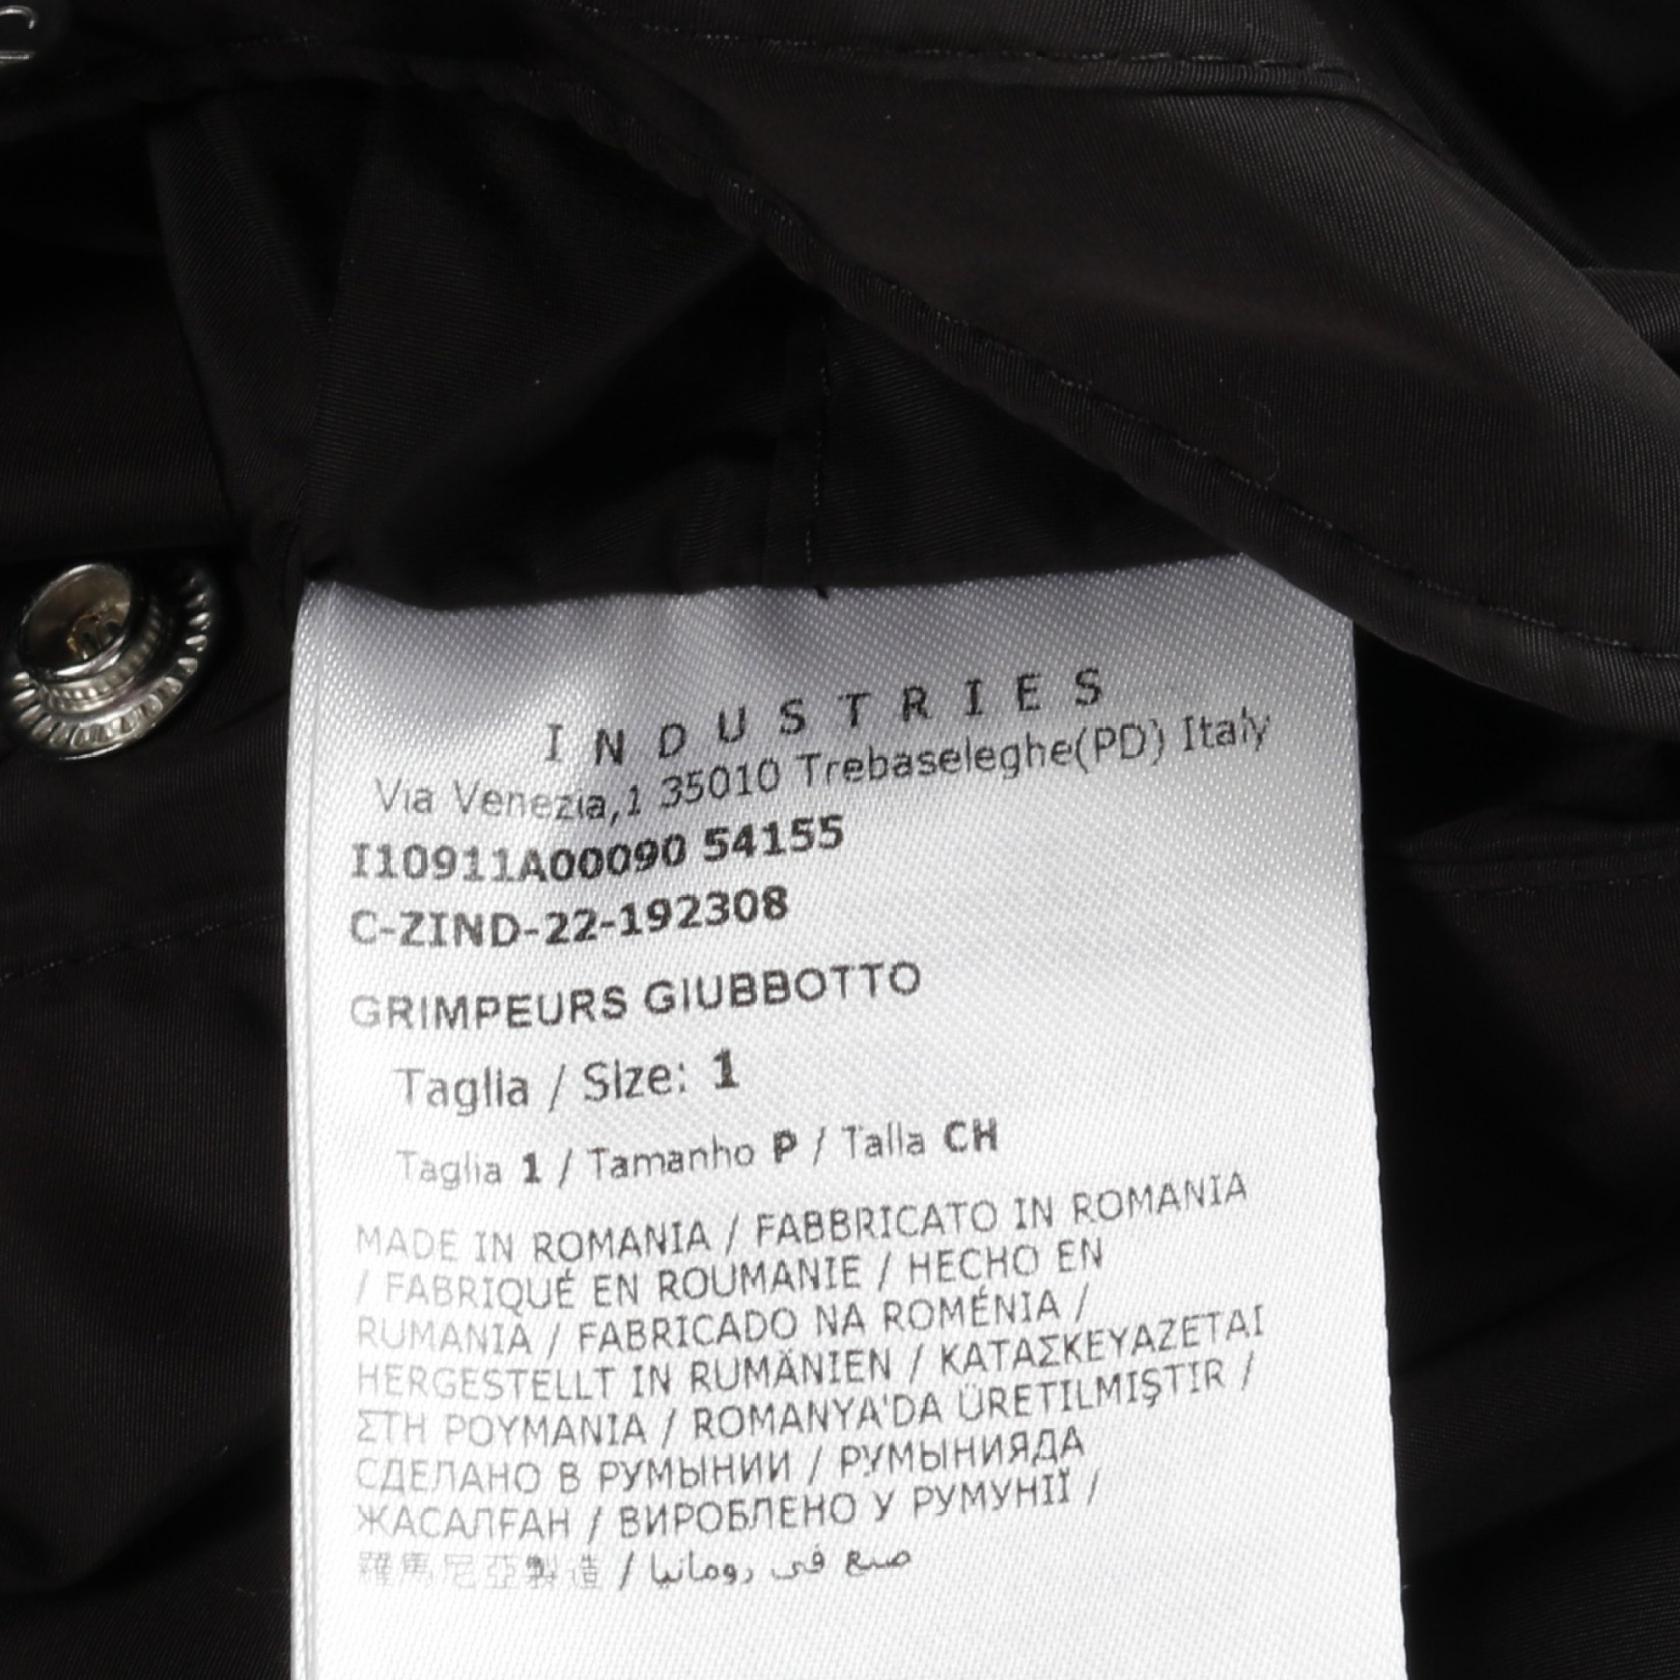 I N D U S T R I E S
Via Venezia,1 35010 Trebaseleghe(PD) Italy
I10911A00090 54155
C-ZIND-22-192308
GRIMPEURS GIUBBOTTO
Taglia / Size: 1
Taglia 1 / Tamanho P / Talla CH
MADE IN ROMANIA / FABBRICATO IN ROMANIA
/ FABRIQUÉ EN ROUMANIE / HECHO EN
RUMANIA / FABRICADO NA ROMÉNIA /
HERGESTELLT IN RUMÄNIEN / ΚΑΤΑΣΚΕΥΑΖΕΤΑΙ
ΣΤΗ ΡΟΥΜΑΝΙΑ / ROMANYA'DA ÜRETILMIŞTIR /
СДЕЛАНО В РУМЫНИИ / РУМЫНИЯДА
ЖАСАЛҒАН / ВИРОБЛЕНО У РУМУНІЇ /
羅馬尼亞製造 / صنع في رومانيا